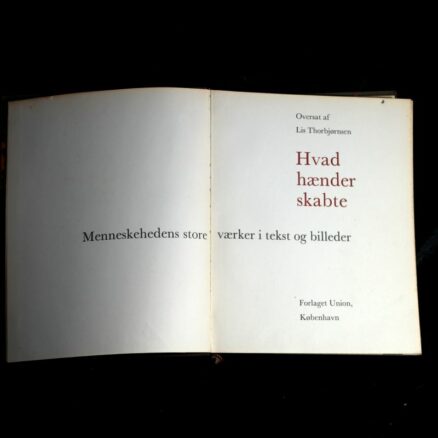 Oversat af
Lis Thorbjørnsen
Hvad
hænder
skabte
Menneskehedens store værker i tekst og billeder
Forlaget Union,
København